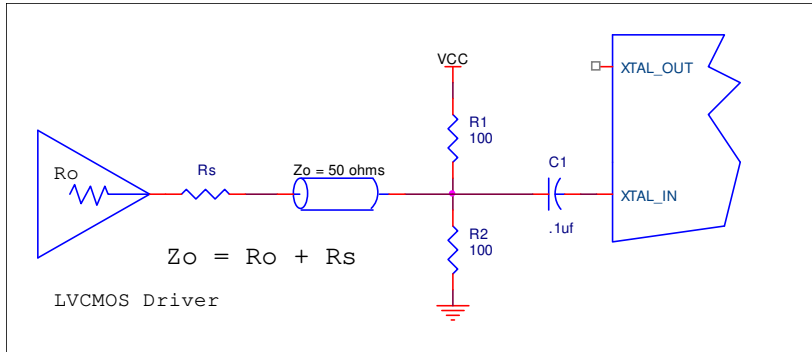 VCC
XTAL_OUT
R1
100
Ro
Rs
Zo = 50 ohms
C1
XTAL_IN
.1uf
R2
100
Zo = Ro + Rs
LVCMOS Driver